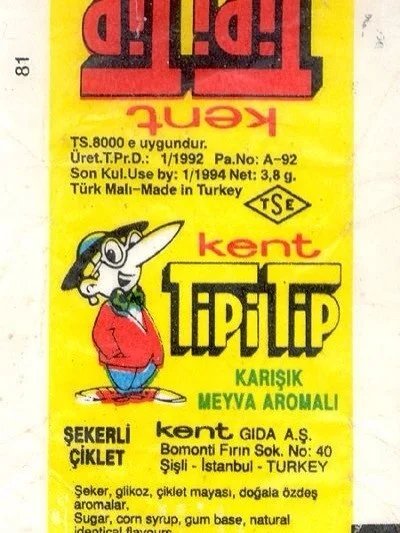 TipiTip
kent
81
TS.8000 e uygundur.
Üret.T.Pr.D.: 1/1992 Pa.No: A-92
Son Kul.Use by: 1/1994 Net: 3,8 g.
Türk Malı-Made in Turkey
TSE
kent
TipiTip
KARIŞIK
MEYVA AROMALI
ŞEKERLİ
ÇİKLET
kent GIDA A.Ş.
Bomonti Fırın Sok. No: 40
Şişli - İstanbul - TURKEY
Şeker, glikoz, çiklet mayası, doğala özdeş
aromalar.
Sugar, corn syrup, gum base, natural
identical flavours